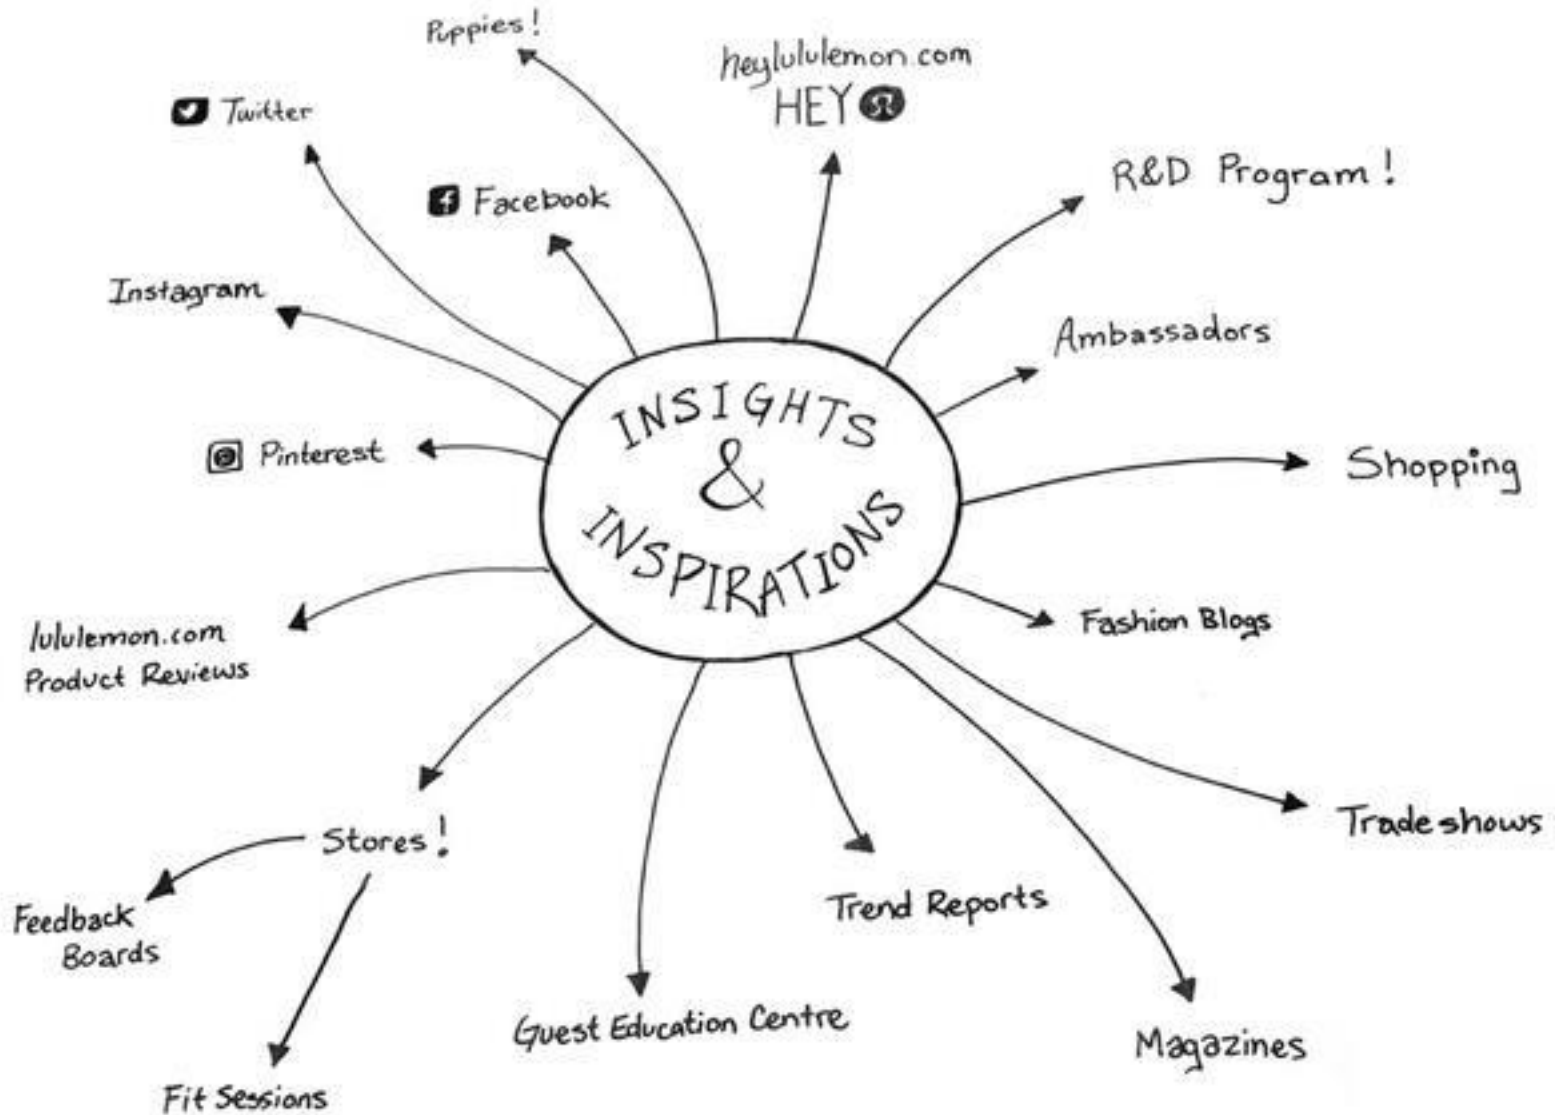 Puppies!
heylululemon.com
HEY
Twitter
R&D Program!
Facebook
Instagram
Ambassadors
INSIGHTS
&
INSPIRATIONS
Pinterest
Shopping
Fashion Blogs
lululemon.com
Product Reviews
Stores!
Tradeshows
Feedback
Boards
Trend Reports
Guest Education Centre
Magazines
Fit Sessions